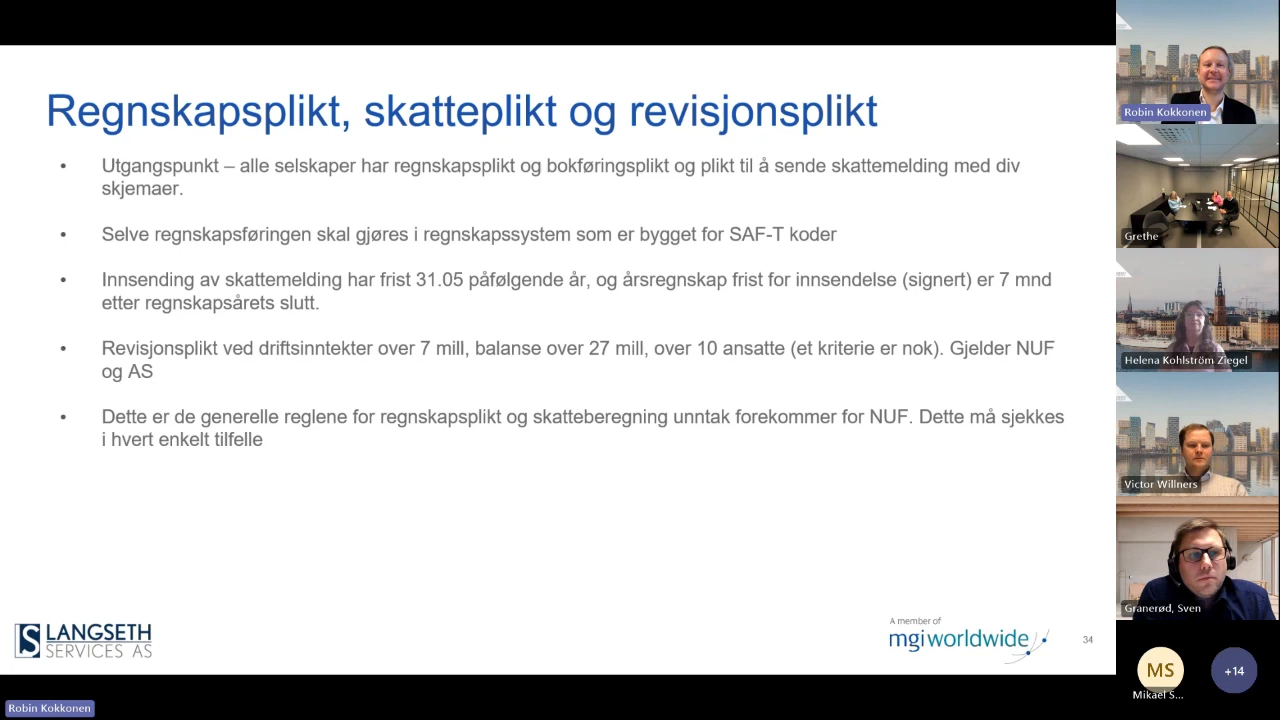 Regnskapsplikt, skatteplikt og revisjonsplikt
• Utgangspunkt – alle selskaper har regnskapsplikt og bokføringsplikt og plikt til å sende skattemelding med div
skjemaer.
• Selve regnskapsføringen skal gjøres i regnskapssystem som er bygget for SAF-T koder
• Innsending av skattemelding har frist 31.05 påfølgende år, og årsregnskap frist for innsendelse (signert) er 7 mnd
etter regnskapsårets slutt.
• Revisjonsplikt ved driftsinntekter over 7 mill, balanse over 27 mill, over 10 ansatte (et kriterie er nok). Gjelder NUF
og AS
• Dette er de generelle reglene for regnskapsplikt og skatteberegning unntak forekommer for NUF. Dette må sjekkes
i hvert enkelt tilfelle
LS LANGSETH
SERVICES AS
A member of
mgiworldwide
34
Robin Kokkonen
Robin Kokkonen
Grethe
Helena Kohlström Ziegel
Victor Willners
Granerød, Sven
MS
+14
Mikael S...